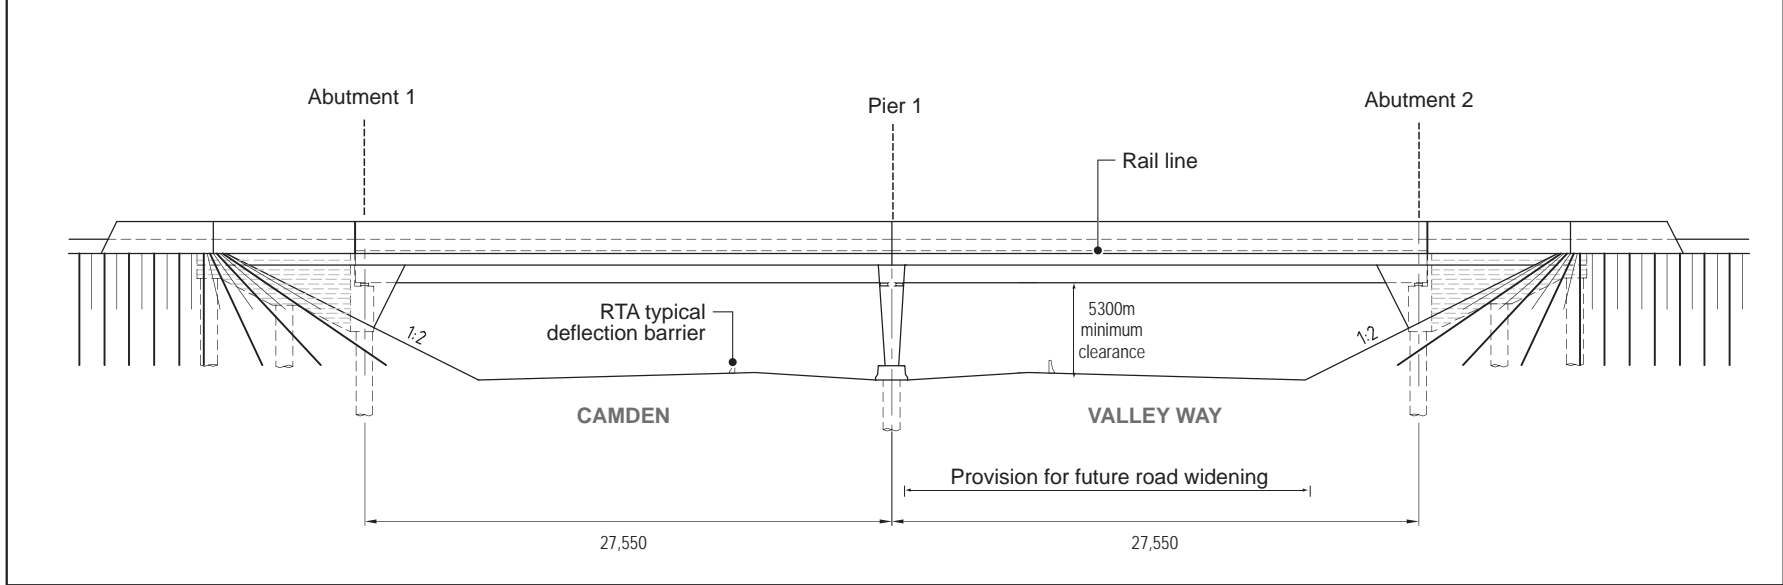 Abutment 1
Pier 1
Abutment 2
Rail line
RTA typical
deflection barrier
5300m
minimum
clearance
1:2
1:2
CAMDEN
VALLEY WAY
Provision for future road widening
27,550
27,550